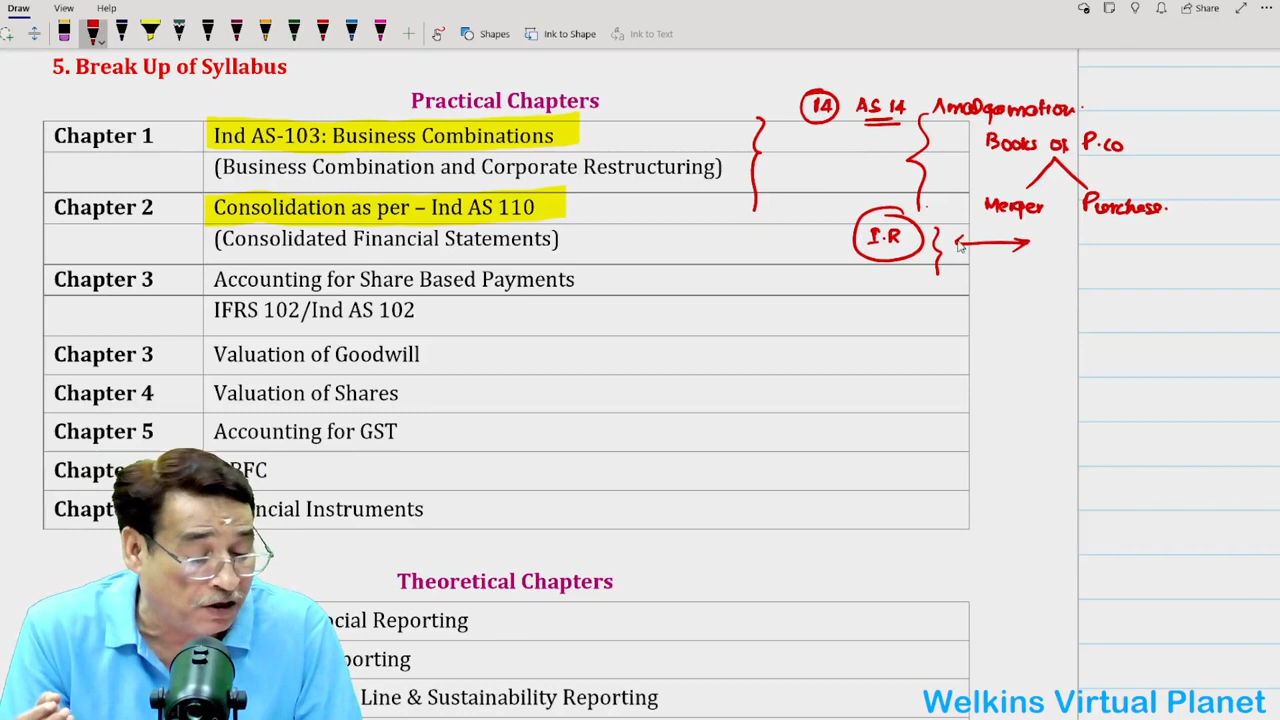 Draw View Help
Share
Shapes Ink to Shape Ink to Text
5. Break Up of Syllabus
Practical Chapters
14 AS 14 Amalgamation
Chapter 1 Ind AS-103: Business Combinations
Books of P.co
(Business Combination and Corporate Restructuring)
Chapter 2 Consolidation as per – Ind AS 110
Merger Purchase
(Consolidated Financial Statements)
I.R
Chapter 3 Accounting for Share Based Payments
IFRS 102/Ind AS 102
Chapter 3 Valuation of Goodwill
Chapter 4 Valuation of Shares
Chapter 5 Accounting for GST
Instruments
Theoretical Chapters
Reporting
Line & Sustainability Reporting
Welkins Virtual Planet